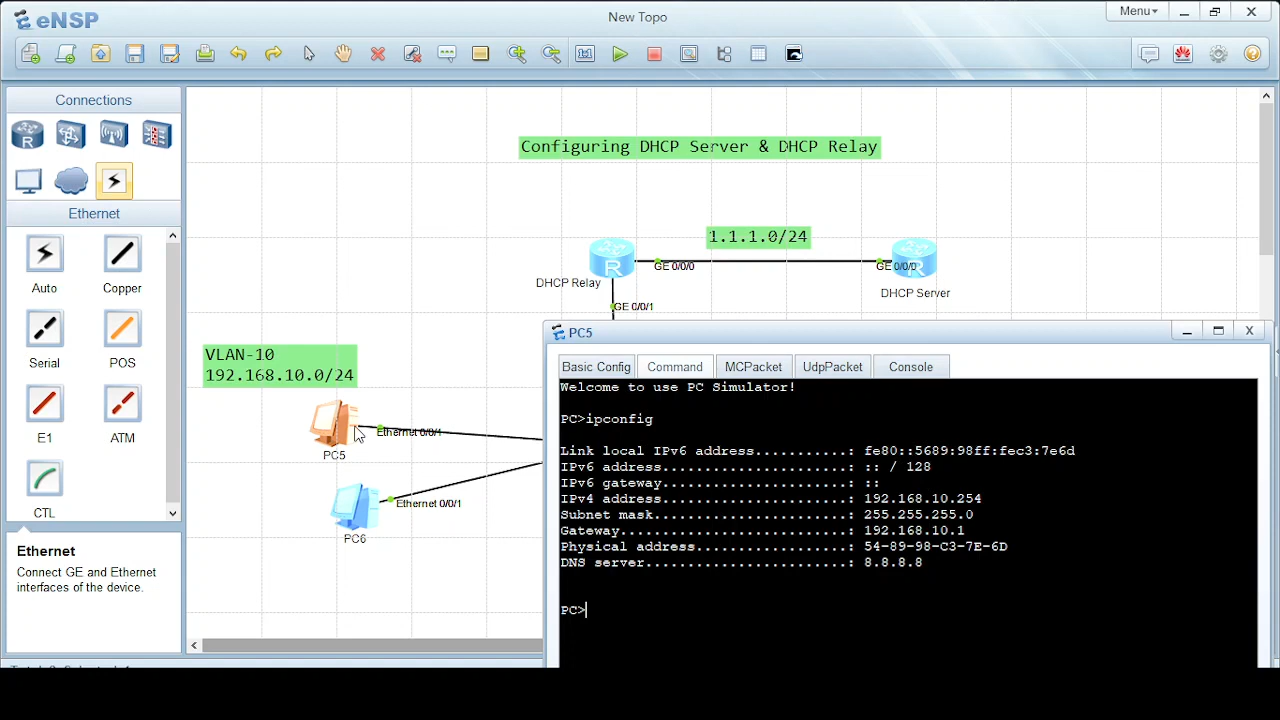 eNSP
New Topo
Menu
Connections
Ethernet
Auto
Copper
Serial
POS
E1
ATM
CTL
Ethernet
Connect GE and Ethernet
interfaces of the device.
Configuring DHCP Server & DHCP Relay
1.1.1.0/24
R
R
GE 0/0/0
GE 0/0/0
DHCP Relay
DHCP Server
GE 0/0/1
VLAN-10
192.168.10.0/24
Ethernet 0/0/1
PC5
Ethernet 0/0/1
PC6
PC5
Basic Config
Command
MCPacket
UdpPacket
Console
Welcome to use PC Simulator!
PC>ipconfig
Link local IPv6 address...........: fe80::5689:98ff:fec3:7e6d
IPv6 address......................: :: / 128
IPv6 gateway......................: ::
IPv4 address......................: 192.168.10.254
Subnet mask.......................: 255.255.255.0
Gateway...........................: 192.168.10.1
Physical address..................: 54-89-98-C3-7E-6D
DNS server........................: 8.8.8.8
PC>